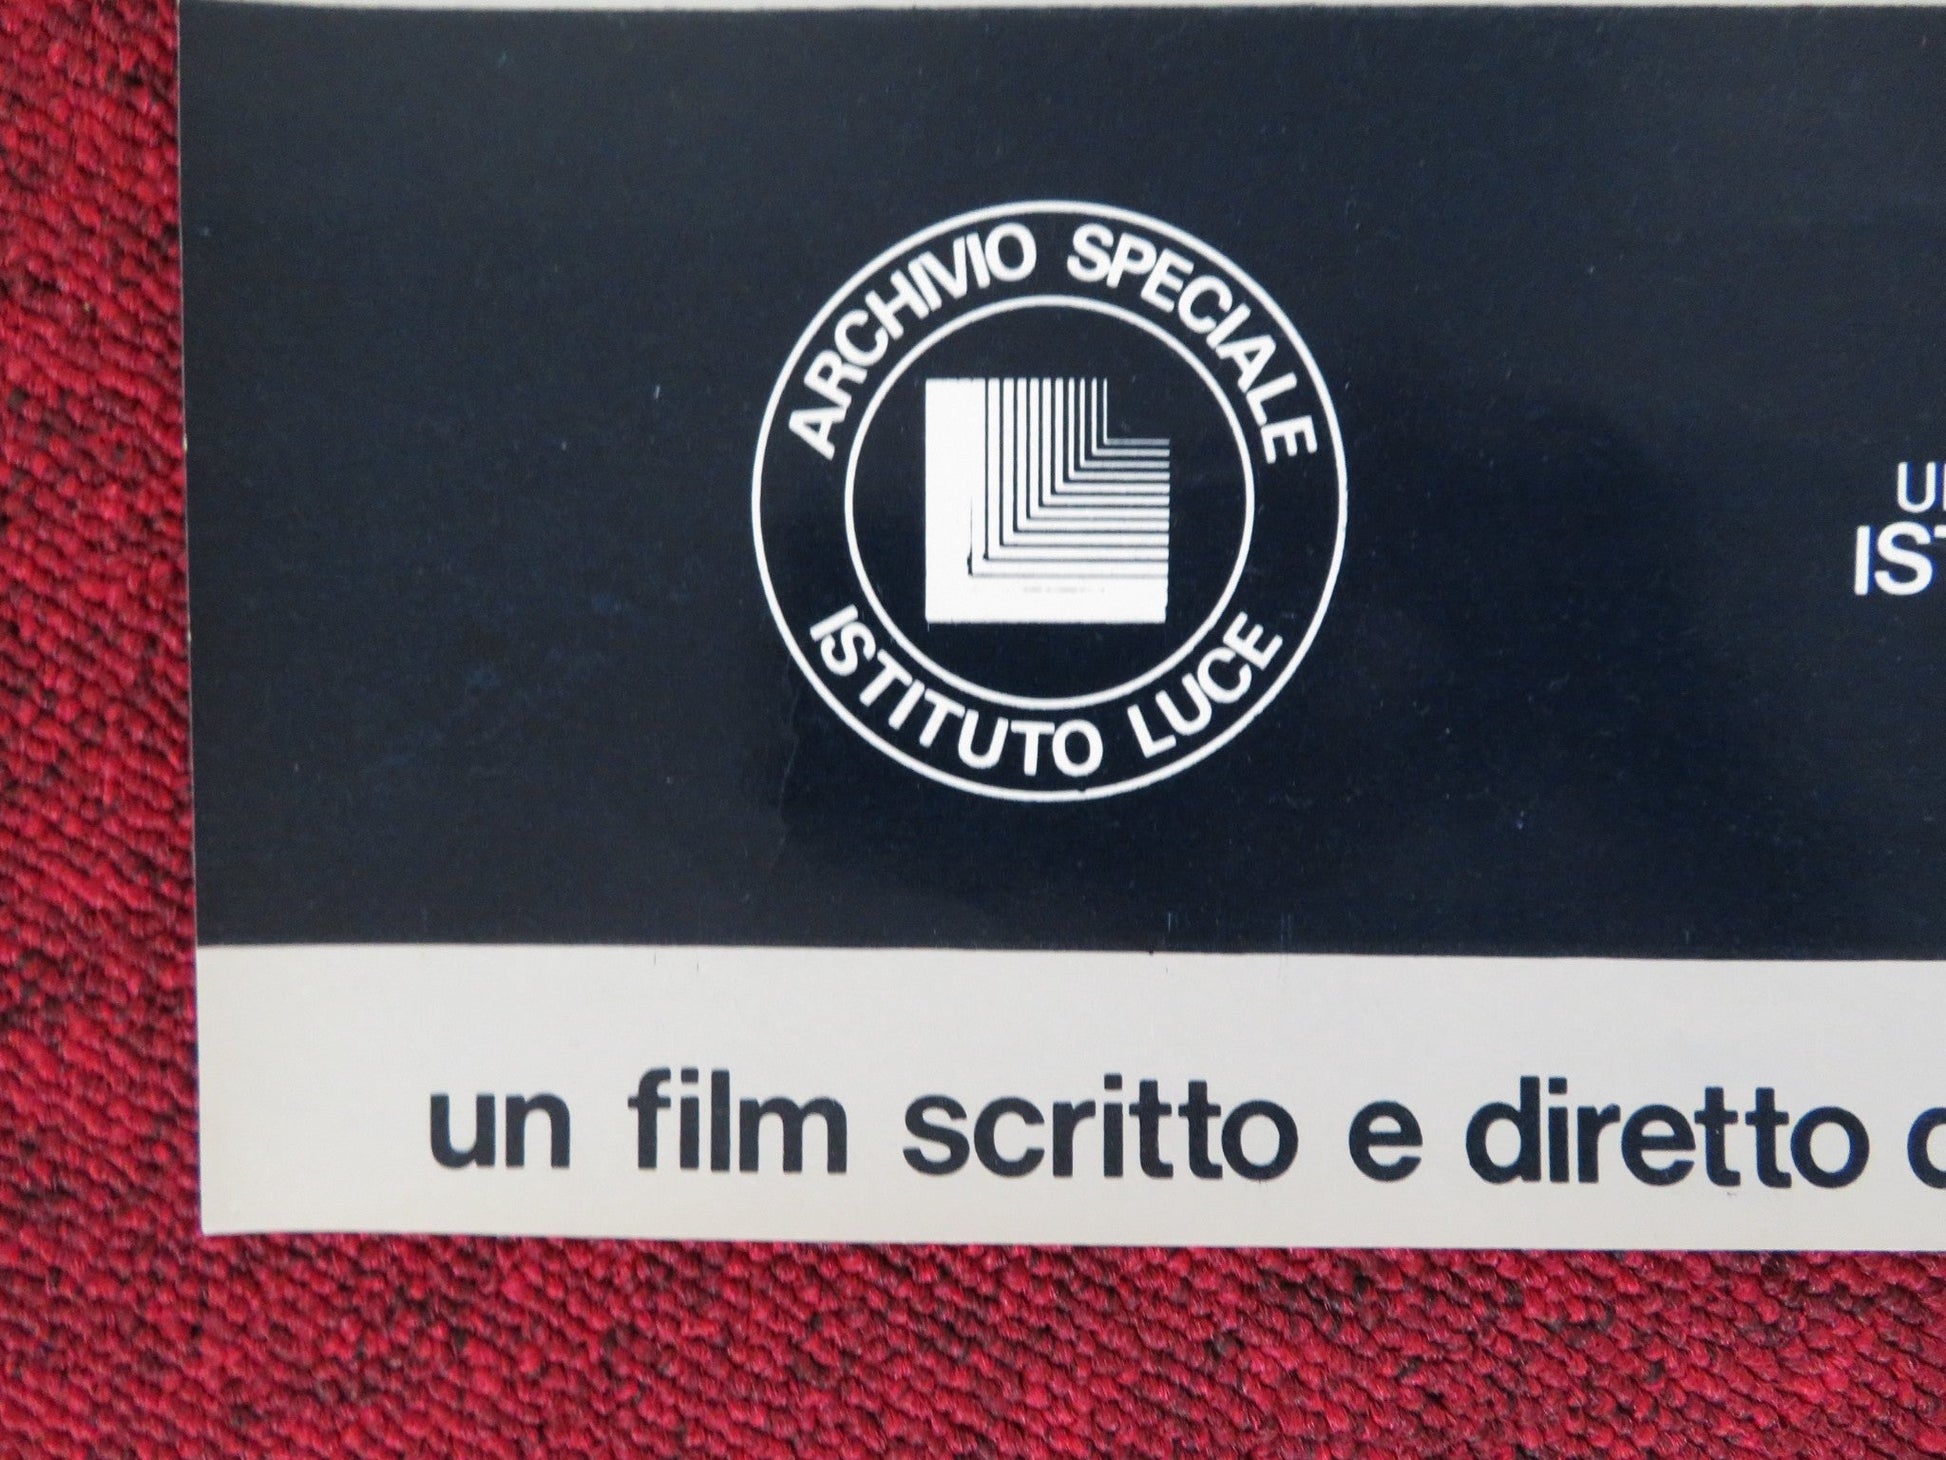 ARCHIVIO SPECIALE
ISTITUTO LUCE
un film scritto e diretto